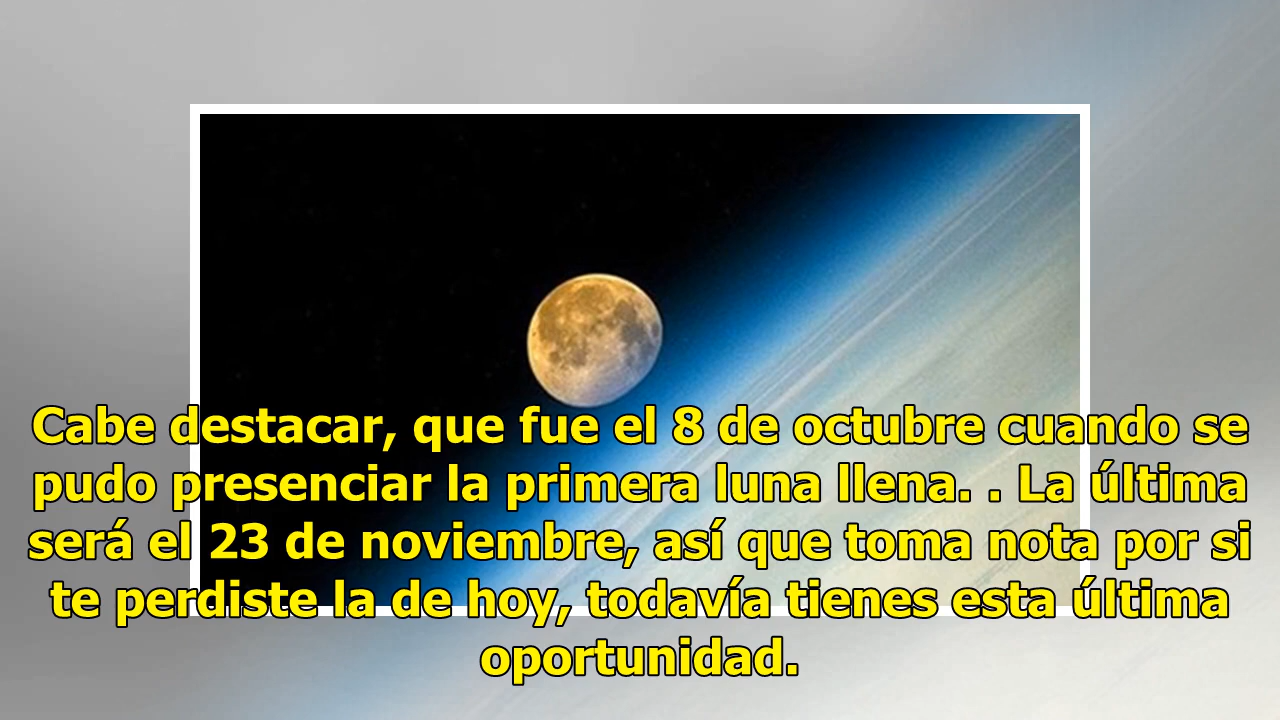 Cabe destacar, que fue el 8 de octubre cuando se
pudo presenciar la primera luna llena. . La última
será el 23 de noviembre, así que toma nota por si
te perdiste la de hoy, todavía tienes esta última
oportunidad.